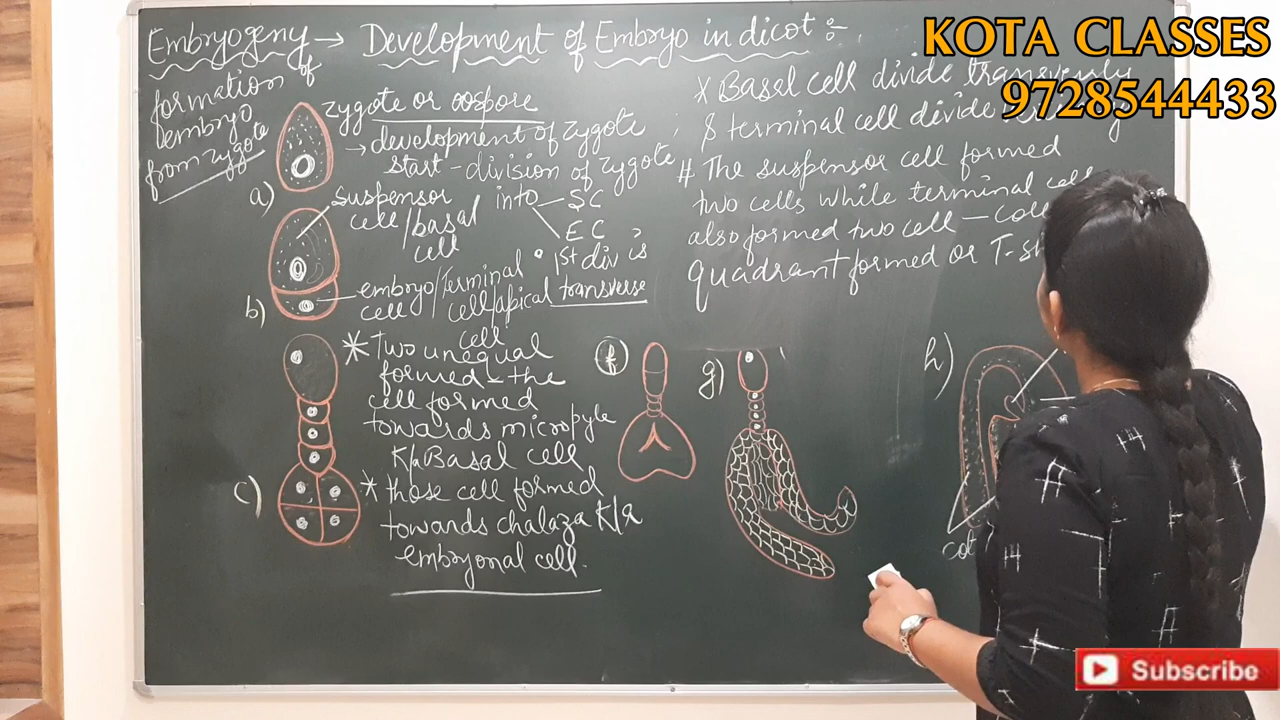 Embryogeny → Development of Embryo in dicot :-
formation of
embryo
from zygote
zygote or oospore
→ development of zygote
start - division of zygote
into SC
EC
1st div is
transverse
a)
suspensor
cell/basal
cell
b)
embryo/Terminal
cell/apical
cell
* Two unequal
formed - the
cell formed
towards micropyle
K/a Basal cell
* those cell formed
towards chalaza K/a
embryonal cell.
c)
f
g)
h)
cot
X Basal cell divide transversly
& terminal cell divide
# The suspensor cell formed
two cells while terminal cell
also formed two cell -
quadrant formed or T-s
KOTA CLASSES
9728544433
Subscribe